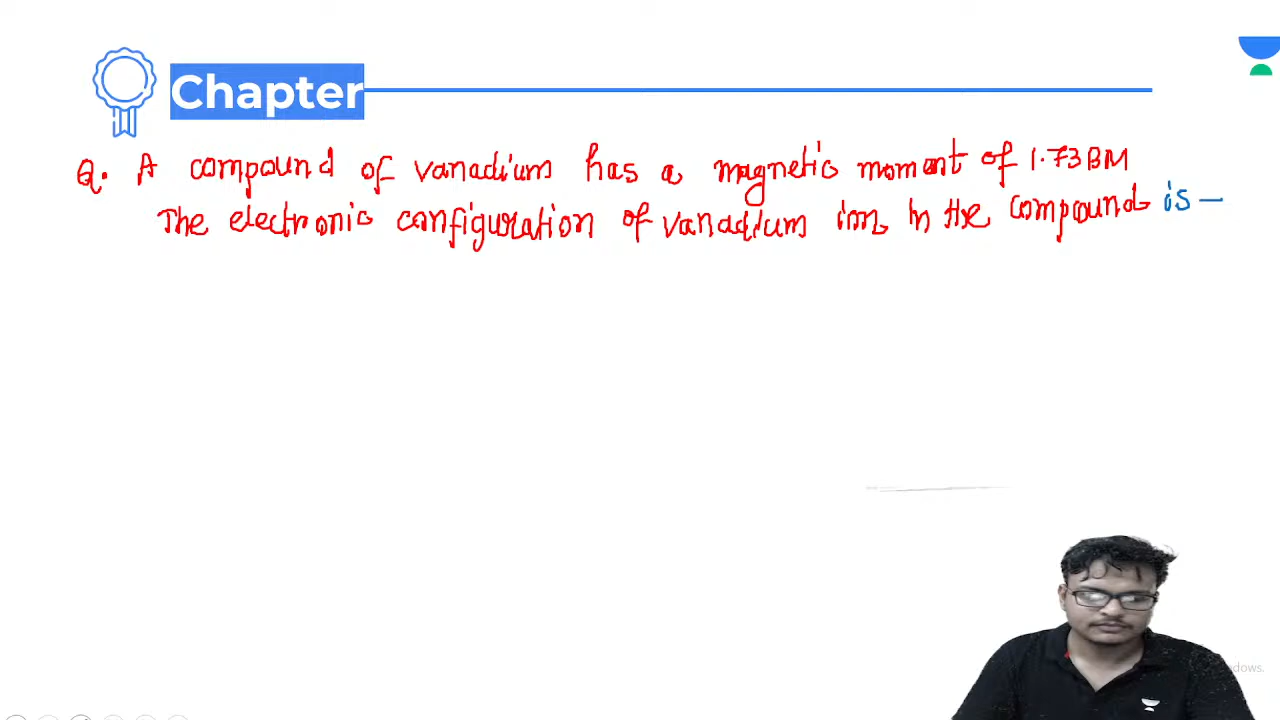 Chapter
Q. A compound of vanadium has a magnetic moment of 1.73 BM
The electronic configuration of vanadium ion in the compound is —
dows.